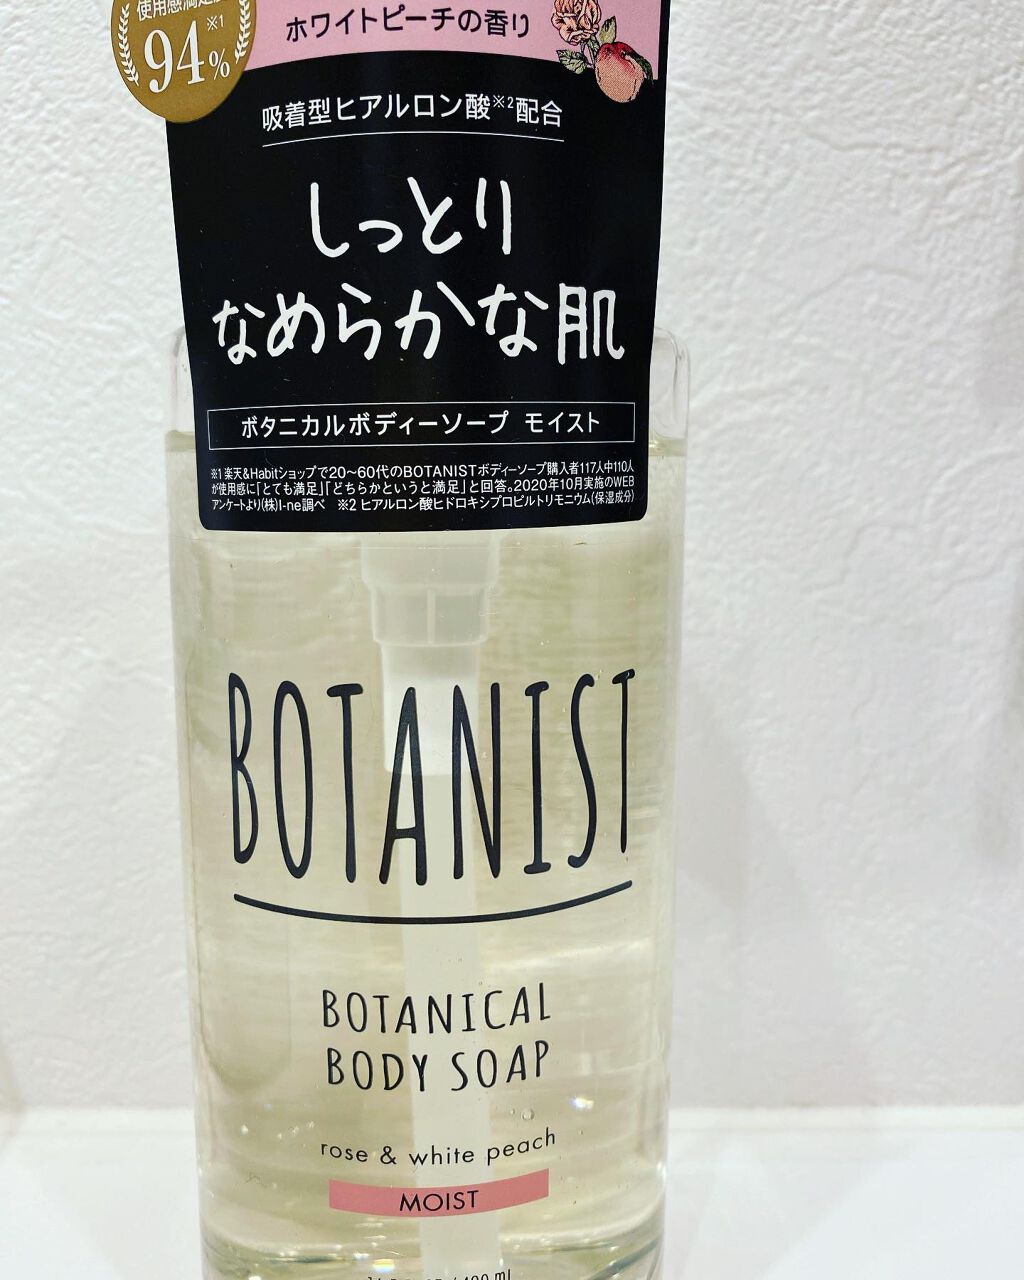 使用感満足度
※1
94%
ホワイトピーチの香り
吸着型ヒアルロン酸※2配合
しっとり
なめらかな肌
ボタニカルボディーソープ モイスト
※1 楽天&Habitショップで20〜60代のBOTANISTボディーソープ購入者117人中110人
が使用感に「とても満足」「どちらかというと満足」と回答。2020年10月実施のWEB
アンケートより(株)I-ne調べ ※2 ヒアルロン酸ヒドロキシプロピルトリモニウム(保湿成分)
BOTANIST
BOTANICAL
BODY SOAP
rose & white peach
MOIST